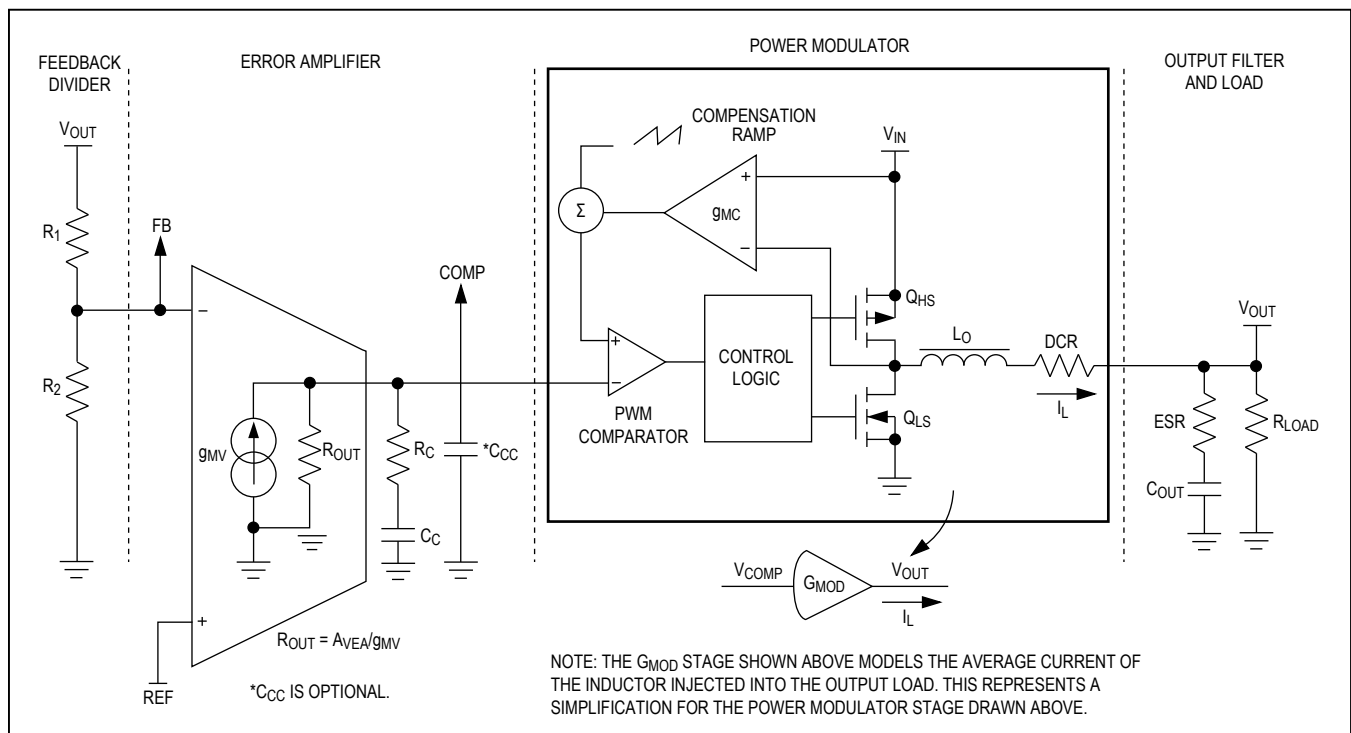 FEEDBACK
DIVIDER
ERROR AMPLIFIER
POWER MODULATOR
OUTPUT FILTER
AND LOAD
VOUT
R1
R2
FB
COMP
gMV
ROUT
RC
CC
*CCC
ROUT = AVEA/gMV
*CCC IS OPTIONAL.
REF
COMPENSATION
RAMP
VIN
Σ
gMC
+
−
QHS
QLS
+
−
PWM
COMPARATOR
CONTROL
LOGIC
LO
DCR
IL
VOUT
ESR
COUT
RLOAD
−
+
VCOMP
GMOD
VOUT
IL
NOTE: THE GMOD STAGE SHOWN ABOVE MODELS THE AVERAGE CURRENT OF
THE INDUCTOR INJECTED INTO THE OUTPUT LOAD. THIS REPRESENTS A
SIMPLIFICATION FOR THE POWER MODULATOR STAGE DRAWN ABOVE.